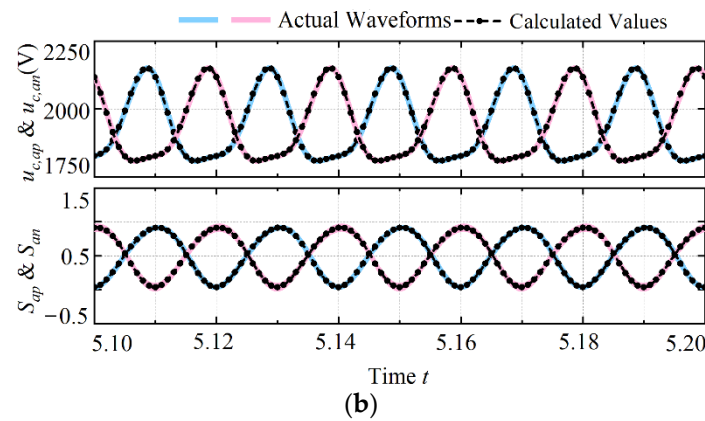 Actual Waveforms Calculated Values
u_{c,ap} & u_{c,an}(V)
2250
2000
1750
S_{ap} & S_{an}
1.5
0.5
−0.5
5.10 5.12 5.14 5.16 5.18 5.20
Time t
(b)